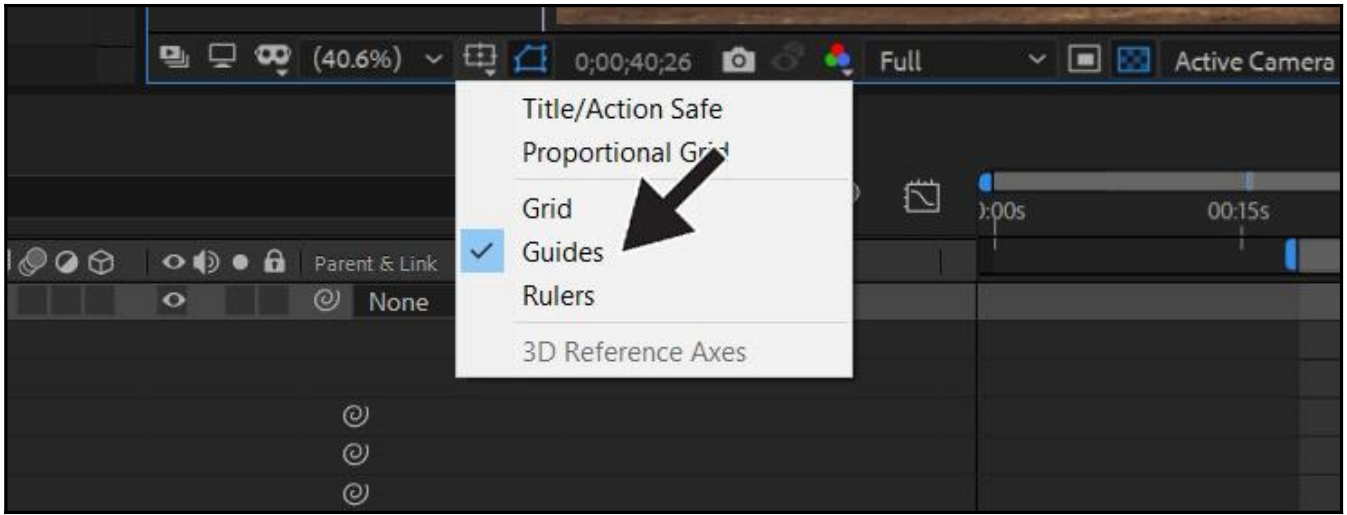 (40.6%) 0;00;40;26 Full Active Camera
Title/Action Safe
Proportional Grid
Grid
Guides
Rulers
3D Reference Axes
:00s 00:15s
Parent & Link
None